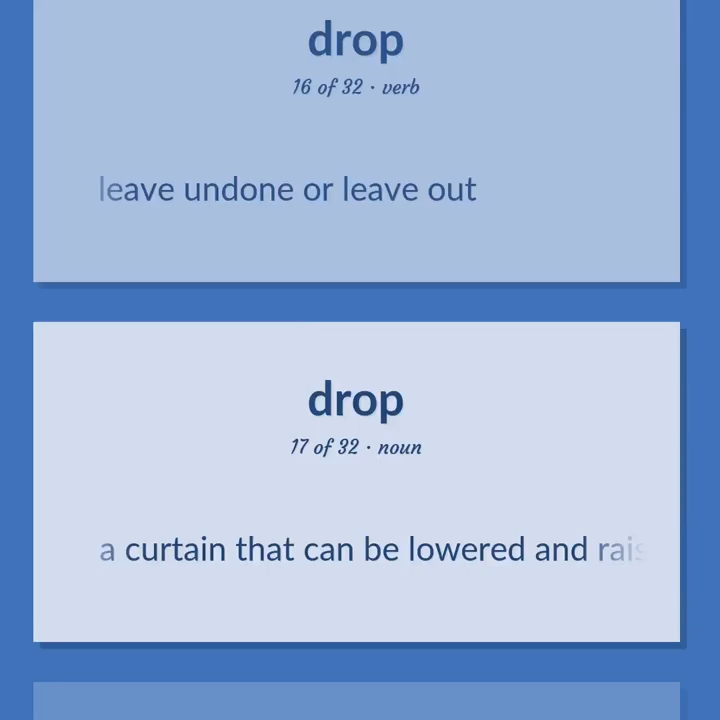 drop
16 of 32 · verb
leave undone or leave out
drop
17 of 32 · noun
a curtain that can be lowered and rais